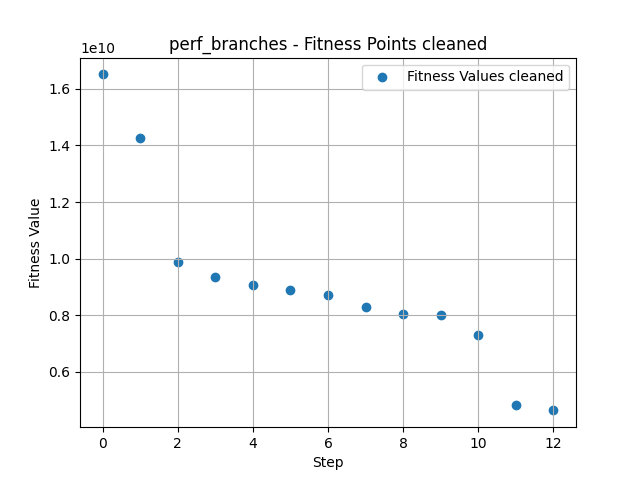 perf_branches - Fitness Points cleaned
1e10
Fitness Values cleaned
1.6
1.4
1.2
1.0
0.8
0.6
Fitness Value
0 2 4 6 8 10 12
Step